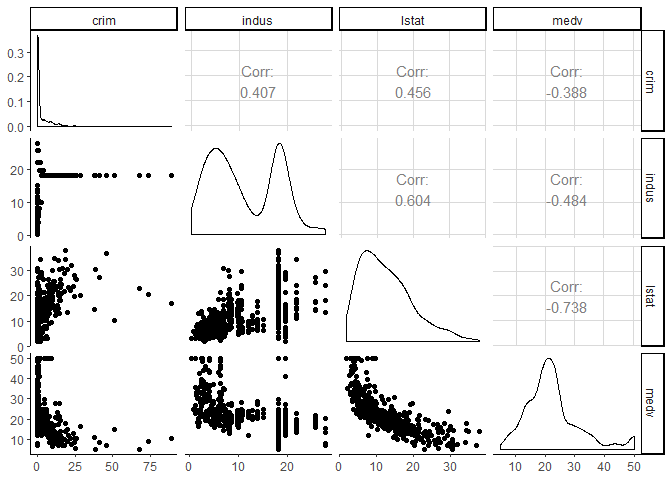 crim indus lstat medv
0.3
0.2
0.1
0.0
Corr:
0.407
Corr:
0.456
Corr:
-0.388
crim
20
10
0
Corr:
0.604
Corr:
-0.484
indus
30
20
10
0
Corr:
-0.738
lstat
50
40
30
20
10
medv
0 25 50 75 0 10 20 0 10 20 30 10 20 30 40 50